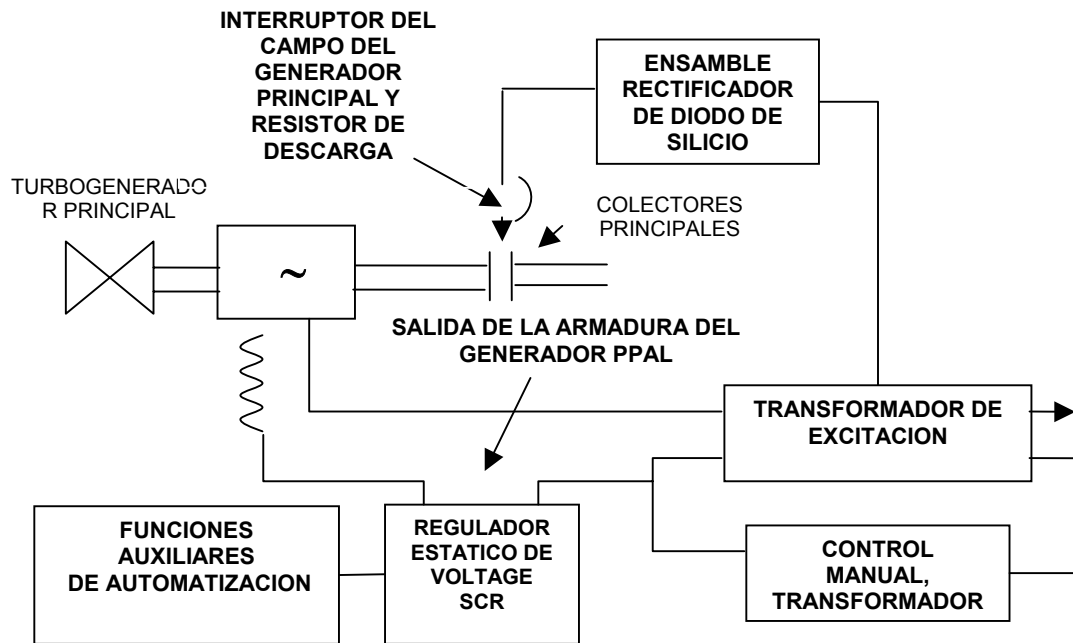 INTERRUPTOR DEL
CAMPO DEL
GENERADOR
PRINCIPAL Y
RESISTOR DE
DESCARGA
ENSAMBLE
RECTIFICADOR
DE DIODO DE
SILICIO
TURBOGENERADO
R PRINCIPAL
COLECTORES
PRINCIPALES
~
SALIDA DE LA ARMADURA DEL
GENERADOR PPAL
TRANSFORMADOR DE
EXCITACION
FUNCIONES
AUXILIARES
DE AUTOMATIZACION
REGULADOR
ESTATICO DE
VOLTAGE
SCR
CONTROL
MANUAL,
TRANSFORMADOR